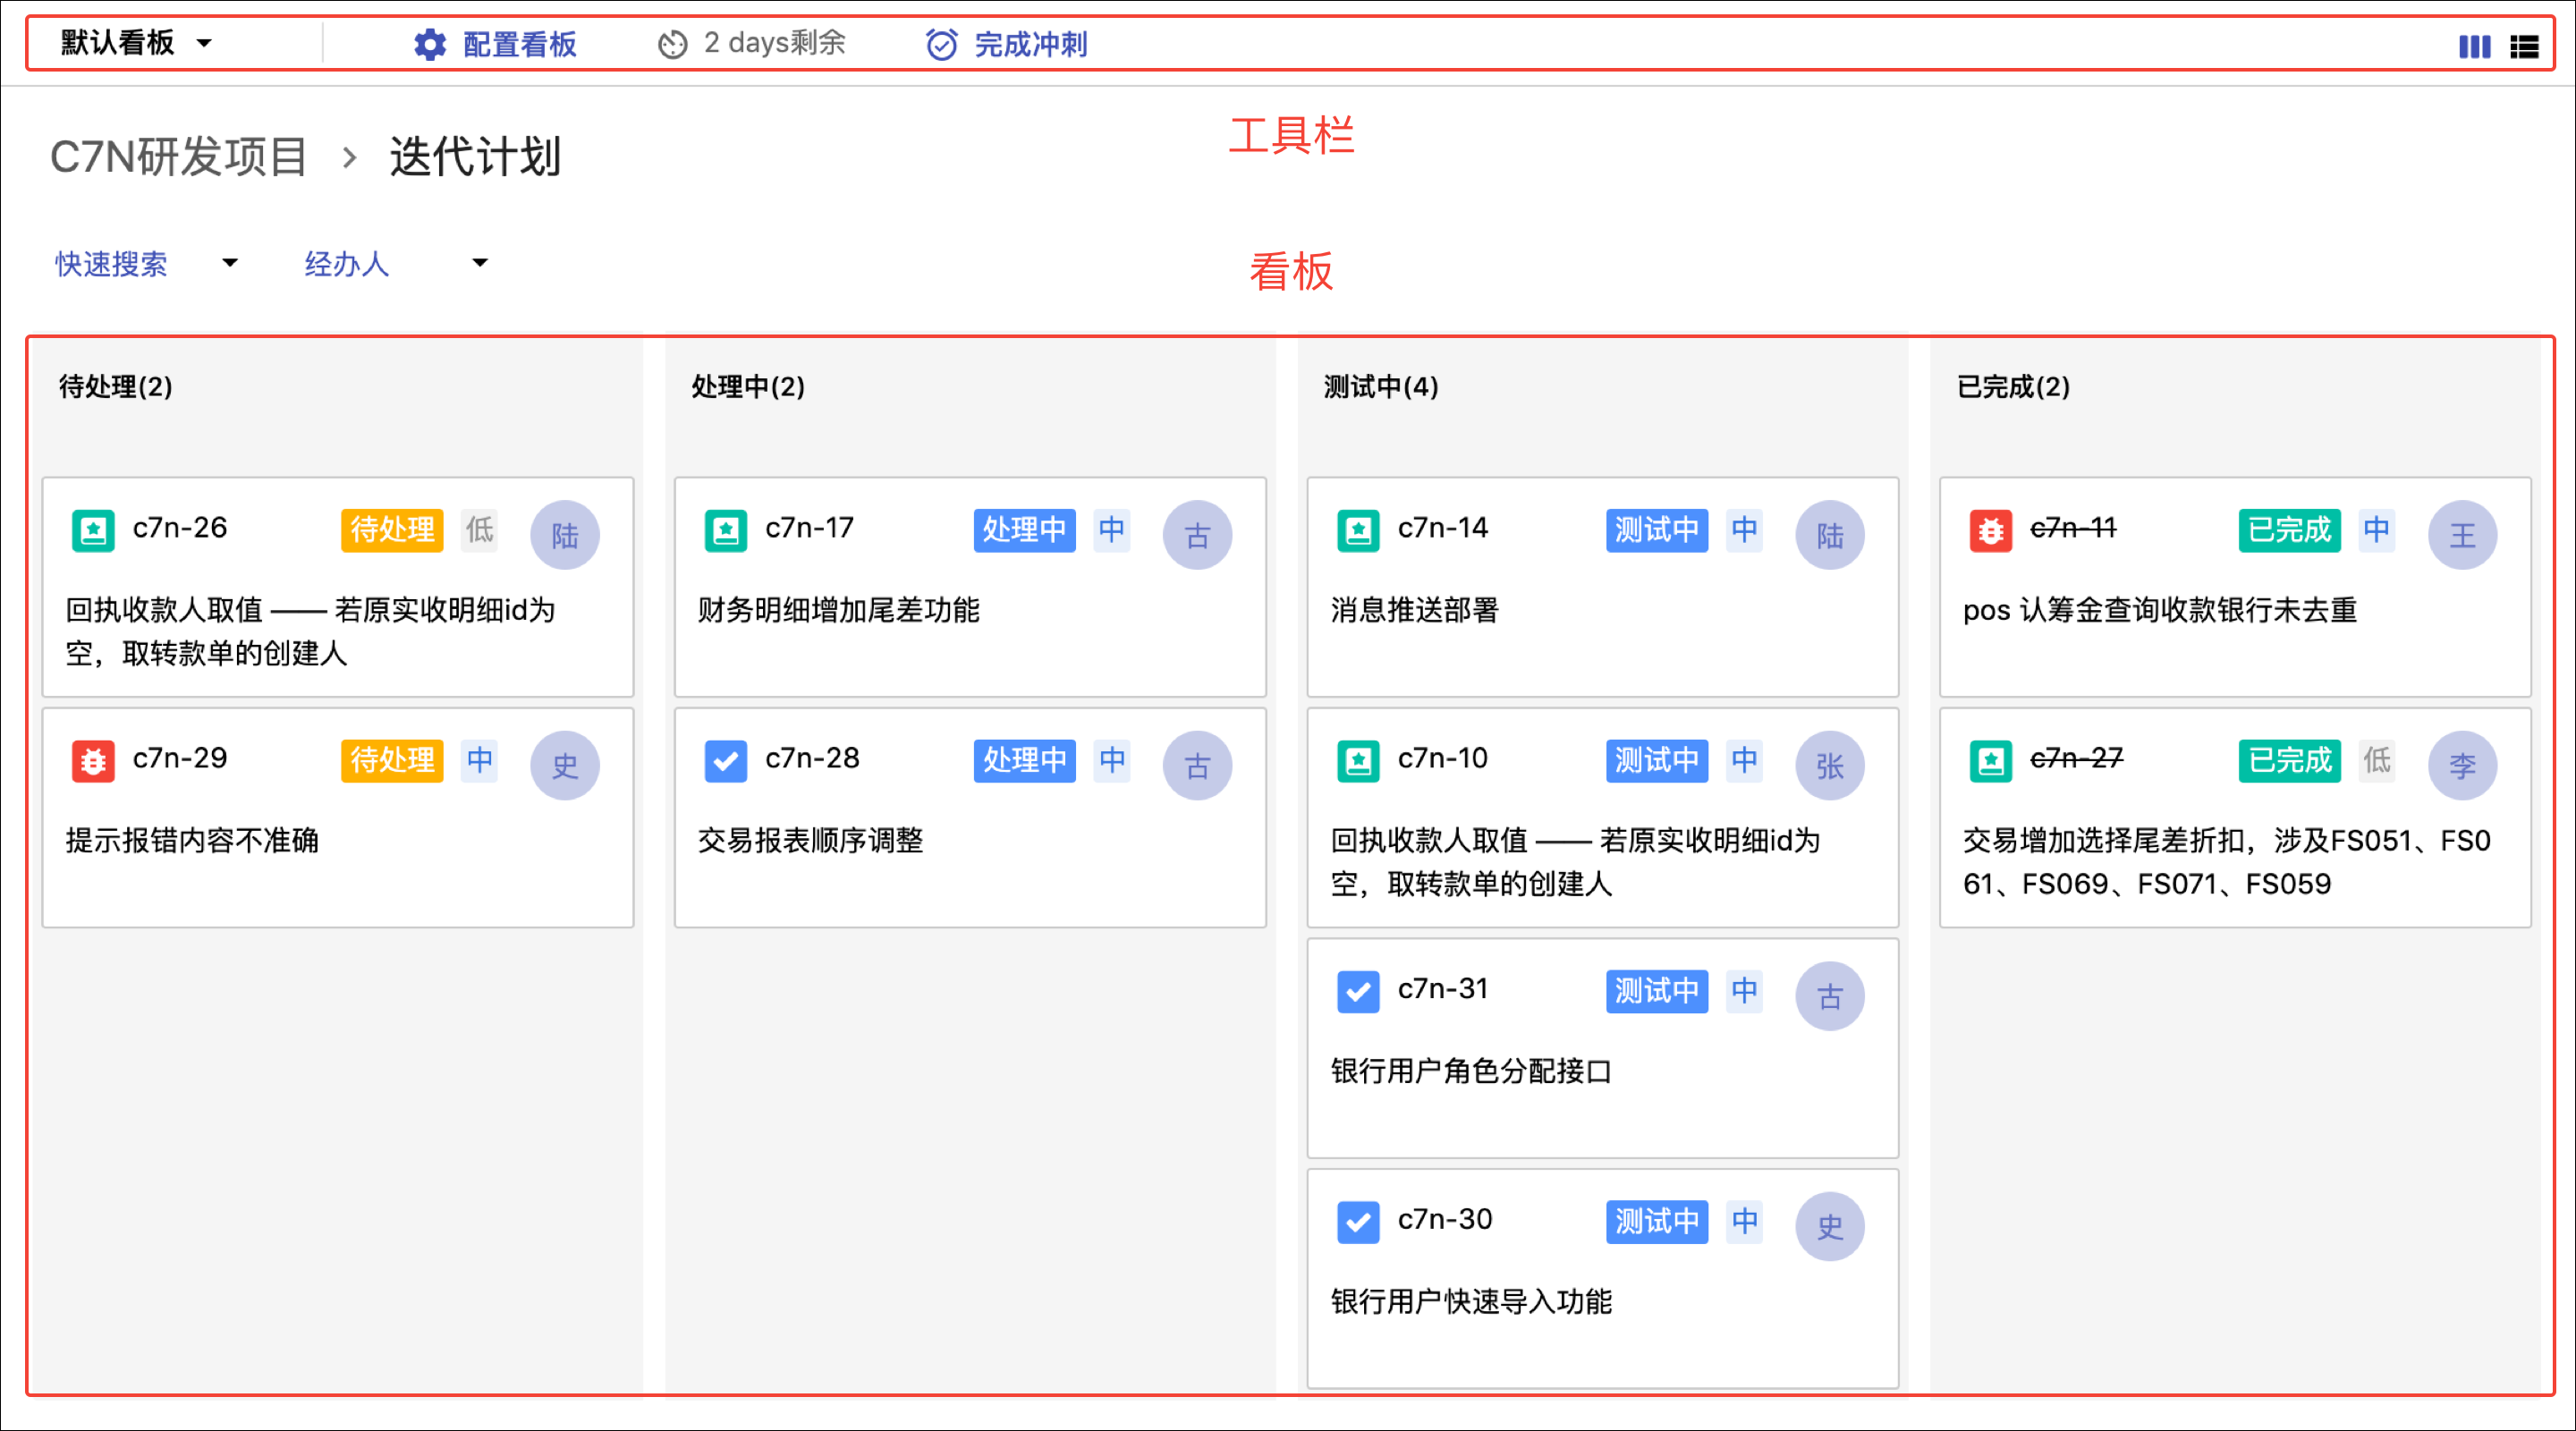 默认看板
配置看板
2 days剩余
完成冲刺
工具栏
C7N研发项目 › 迭代计划
快速搜索
经办人
看板
待处理(2)
c7n-26 待处理 低 陆
回执收款人取值 —— 若原实收明细id为
空，取转款单的创建人
c7n-29 待处理 中 史
提示报错内容不准确
处理中(2)
c7n-17 处理中 中 古
财务明细增加尾差功能
c7n-28 处理中 中 古
交易报表顺序调整
测试中(4)
c7n-14 测试中 中 陆
消息推送部署
c7n-10 测试中 中 张
回执收款人取值 —— 若原实收明细id为
空，取转款单的创建人
c7n-31 测试中 中 古
银行用户角色分配接口
c7n-30 测试中 中 史
银行用户快速导入功能
已完成(2)
c7n-11 已完成 中 王
pos 认筹金查询收款银行未去重
c7n-27 已完成 低 李
交易增加选择尾差折扣，涉及FS051、FS0
61、FS069、FS071、FS059